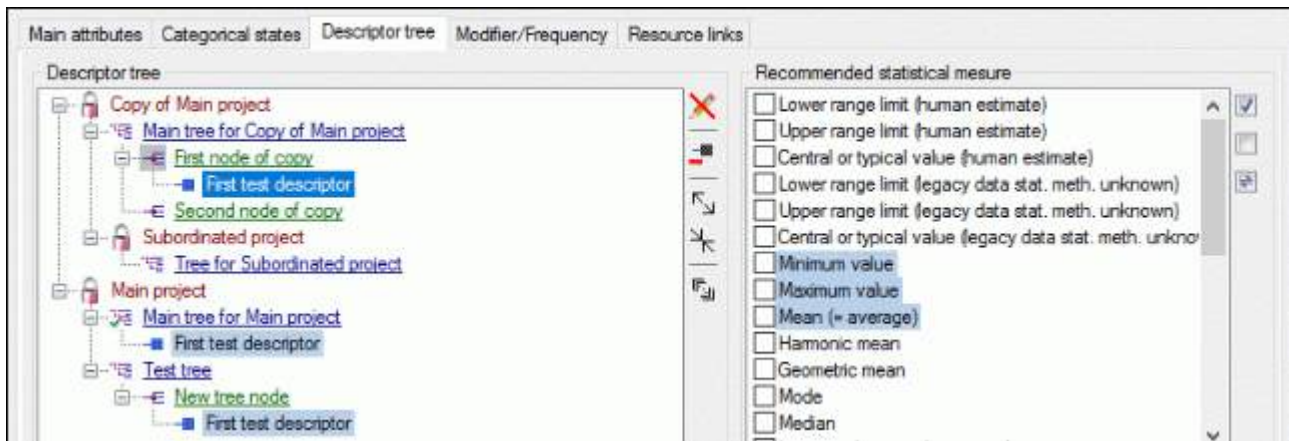 Main attributes Categorical states Descriptor tree Modifier/Frequency Resource links
Descriptor tree
Copy of Main project
Main tree for Copy of Main project
First node of copy
First test descriptor
Second node of copy
Subordinated project
Tree for Subordinated project
Main project
Main tree for Main project
First test descriptor
Test tree
New tree node
First test descriptor
Recommended statistical mesure
Lower range limit (human estimate)
Upper range limit (human estimate)
Central or typical value (human estimate)
Lower range limit (legacy data stat. meth. unknown)
Upper range limit (legacy data stat. meth. unknown)
Central or typical value (legacy data stat. meth. unkno
Minimum value
Maximum value
Mean (= average)
Harmonic mean
Geometric mean
Mode
Median